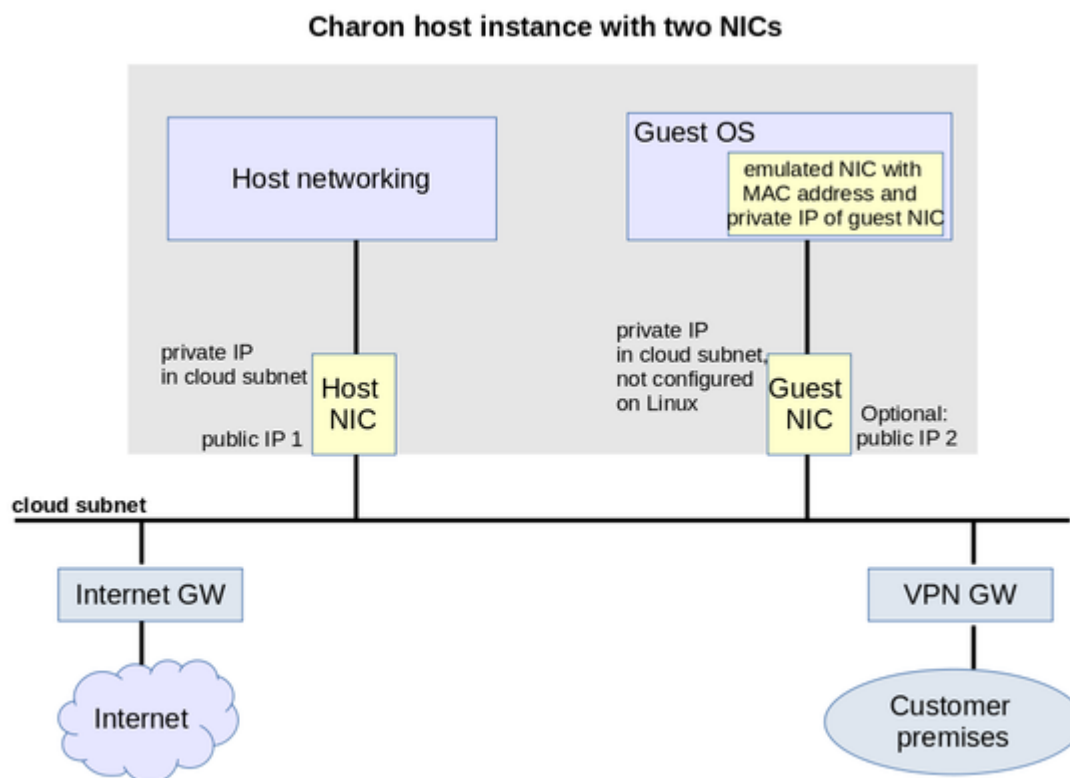 Charon host instance with two NICs
Host networking
Guest OS
emulated NIC with
MAC address and
private IP of guest NIC
private IP
in cloud subnet
Host
NIC
public IP 1
private IP
in cloud subnet,
not configured
on Linux
Guest
NIC
Optional:
public IP 2
cloud subnet
Internet GW
VPN GW
Internet
Customer
premises